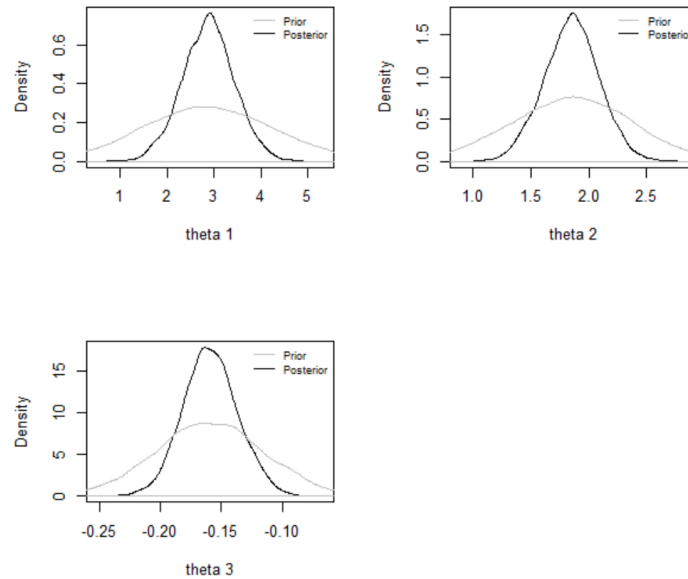 Density
0.0 0.2 0.4 0.6
Prior
Posterior
1 2 3 4 5
theta 1
Density
0.0 0.5 1.0 1.5
Prior
Posterior
1.0 1.5 2.0 2.5
theta 2
Density
0 5 10 15
Prior
Posterior
-0.25 -0.20 -0.15 -0.10
theta 3